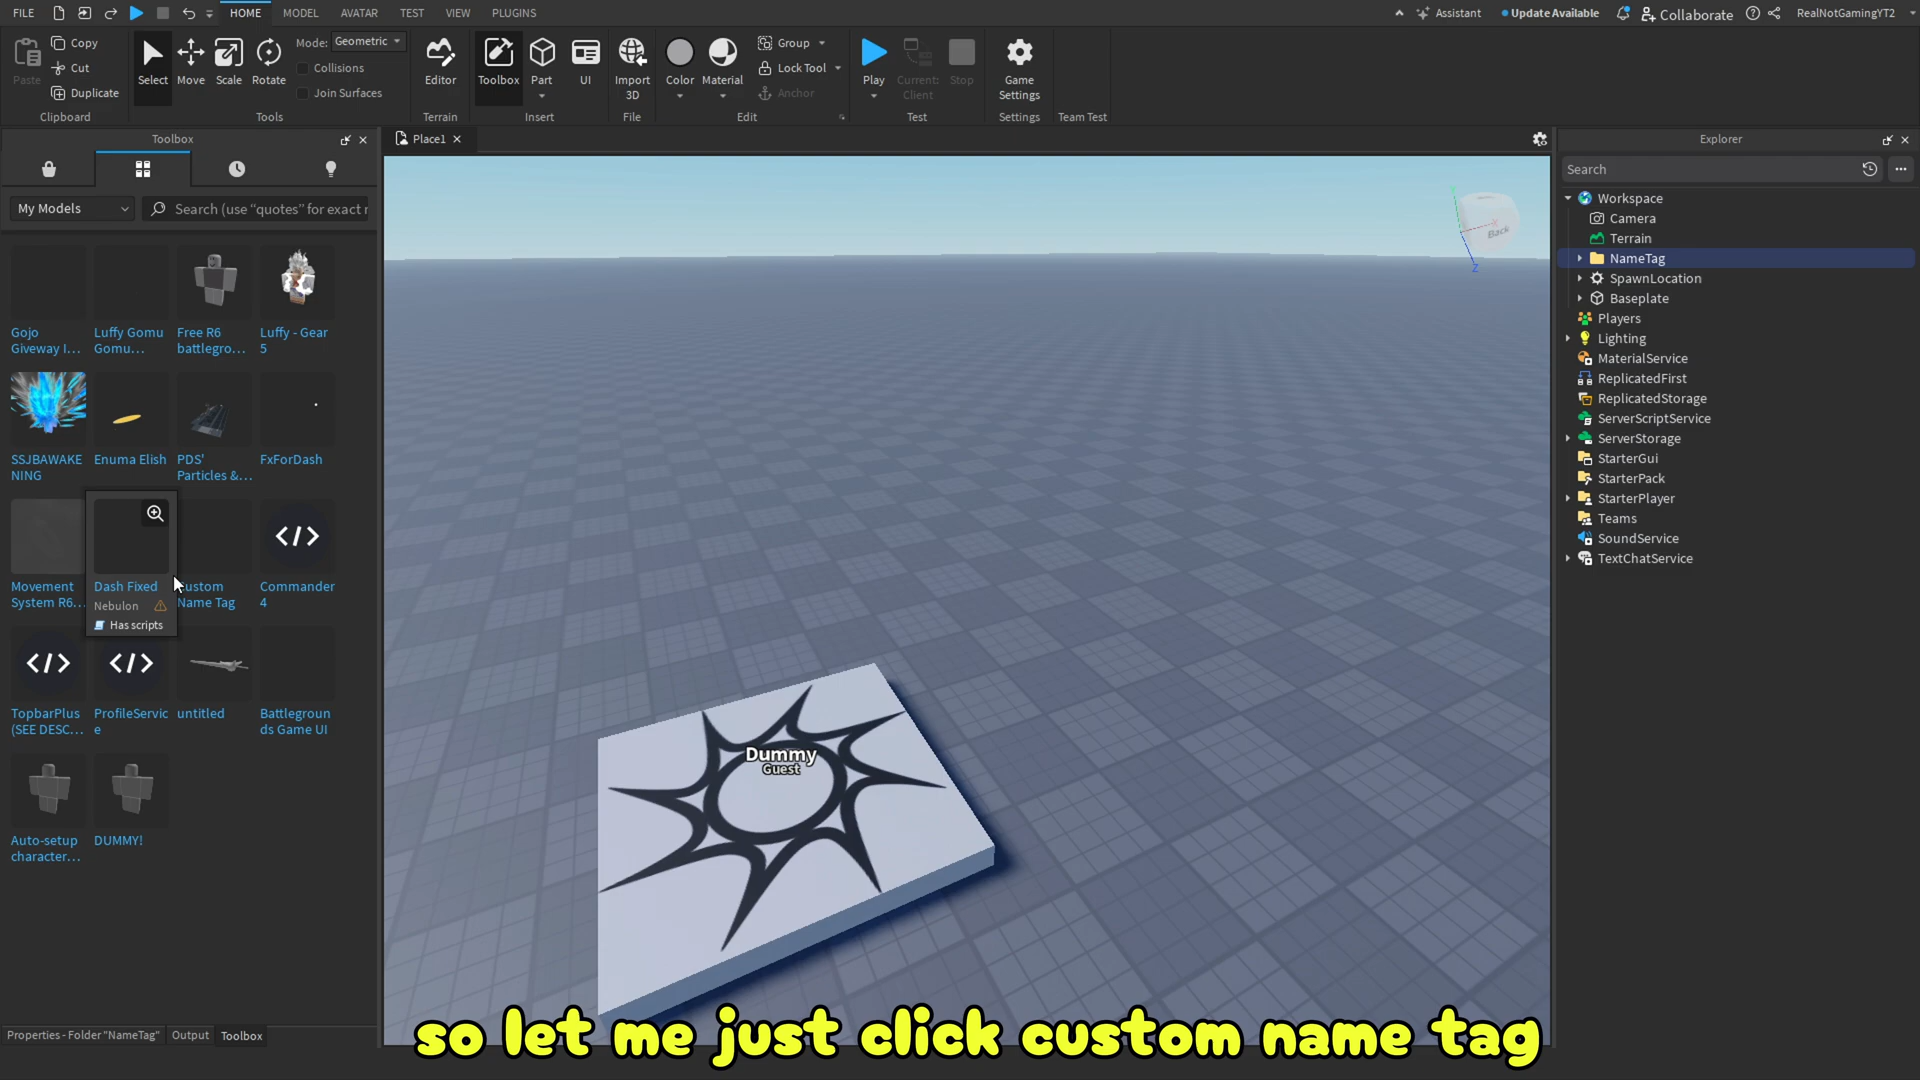 FILE
HOME
MODEL
AVATAR
TEST
VIEW
PLUGINS
Assistant
Update Available
Collaborate
RealNotGamingYT2
Paste
Copy
Cut
Duplicate
Clipboard
Select
Move
Scale
Rotate
Mode: Geometric
Collisions
Join Surfaces
Tools
Editor
Terrain
Toolbox
Part
UI
Insert
Import
3D
File
Color
Material
Group
Lock Tool
Anchor
Edit
Play
Current:
Client
Stop
Test
Game
Settings
Settings
Team Test
Toolbox
My Models
Search (use “quotes” for exact r
Gojo
Giveway I...
Luffy Gomu
Gomu...
Free R6
battlegro...
Luffy - Gear
5
SSJBAWAKE
NING
Enuma Elish
PDS'
Particles &...
FxForDash
Movement
System R6...
Dash Fixed
Nebulon
Has scripts
ustom
Name Tag
Commander
4
TopbarPlus
(SEE DESC...
ProfileServic
e
untitled
Battlegroun
ds Game UI
Auto-setup
character...
DUMMY!
Properties - Folder "NameTag"
Output
Toolbox
Place1
Back
Z
Dummy
Guest
so let me just click custom name tag
Explorer
Search
Workspace
Camera
Terrain
NameTag
SpawnLocation
Baseplate
Players
Lighting
MaterialService
ReplicatedFirst
ReplicatedStorage
ServerScriptService
ServerStorage
StarterGui
StarterPack
StarterPlayer
Teams
SoundService
TextChatService